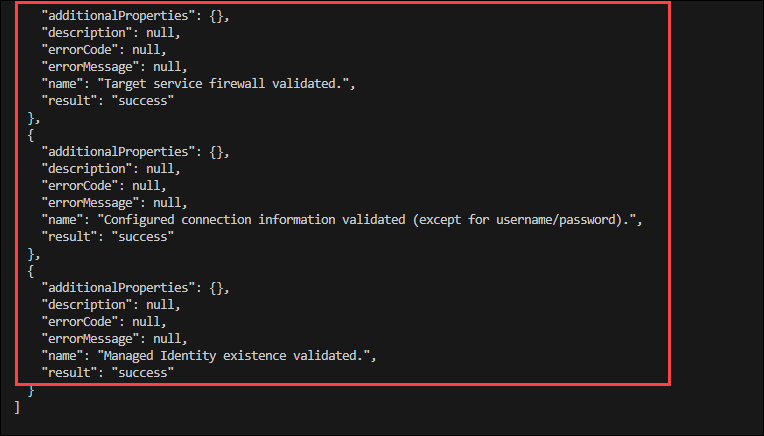 "additionalProperties": {},
"description": null,
"errorCode": null,
"errorMessage": null,
"name": "Target service firewall validated.",
"result": "success"
},
{
"additionalProperties": {},
"description": null,
"errorCode": null,
"errorMessage": null,
"name": "Configured connection information validated (except for username/password).",
"result": "success"
},
{
"additionalProperties": {},
"description": null,
"errorCode": null,
"errorMessage": null,
"name": "Managed Identity existence validated.",
"result": "success"
}
]